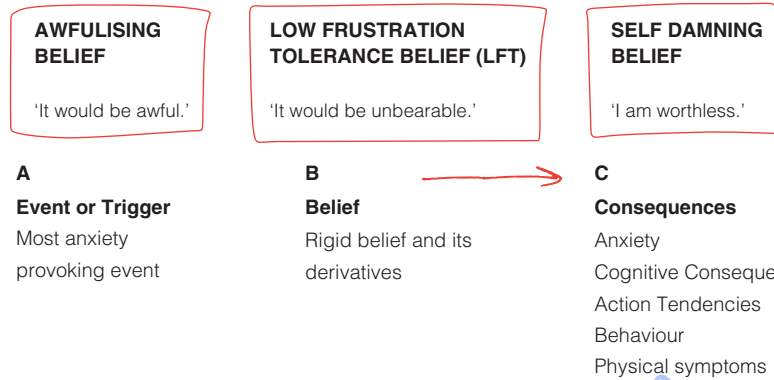 AWFULISING
BELIEF
'It would be awful.'
LOW FRUSTRATION
TOLERANCE BELIEF (LFT)
'It would be unbearable.'
SELF DAMNING
BELIEF
'I am worthless.'
A
Event or Trigger
Most anxiety
provoking event
B
Belief
Rigid belief and its
derivatives
C
Consequences
Anxiety
Cognitive Conseque
Action Tendencies
Behaviour
Physical symptoms